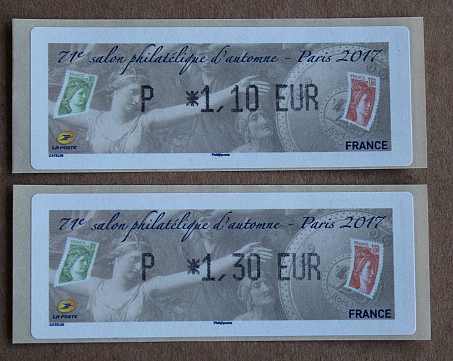 71e salon philatélique d'automne - Paris 2017
P *1,10 EUR
LA POSTE
FRANCE
71e salon philatélique d'automne - Paris 2017
P *1,30 EUR
LA POSTE
FRANCE